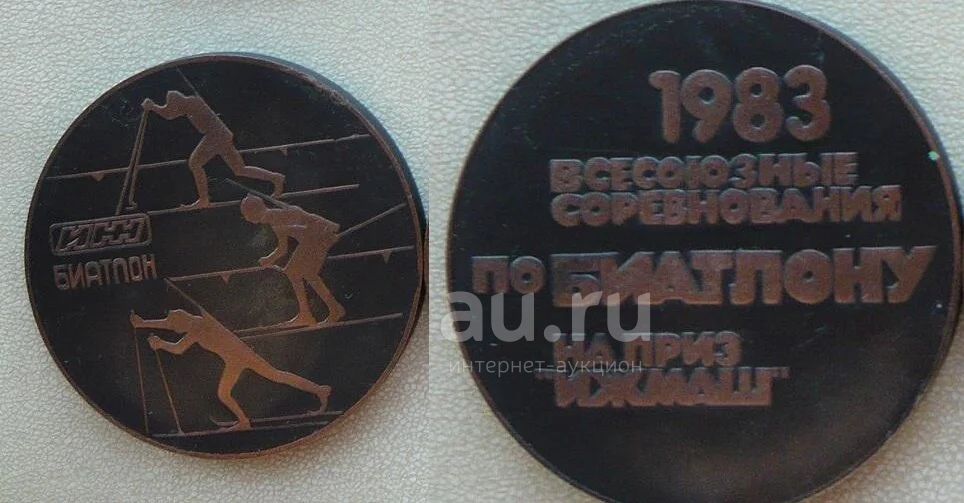 ИЖ
БИАТЛОН
1983
ВСЕСОЮЗНЫЕ
СОРЕВНОВАНИЯ
ПО БИАТЛОНУ
НА ПРИЗ
"ИЖМАШ"
au.ru
интернет-аукцион